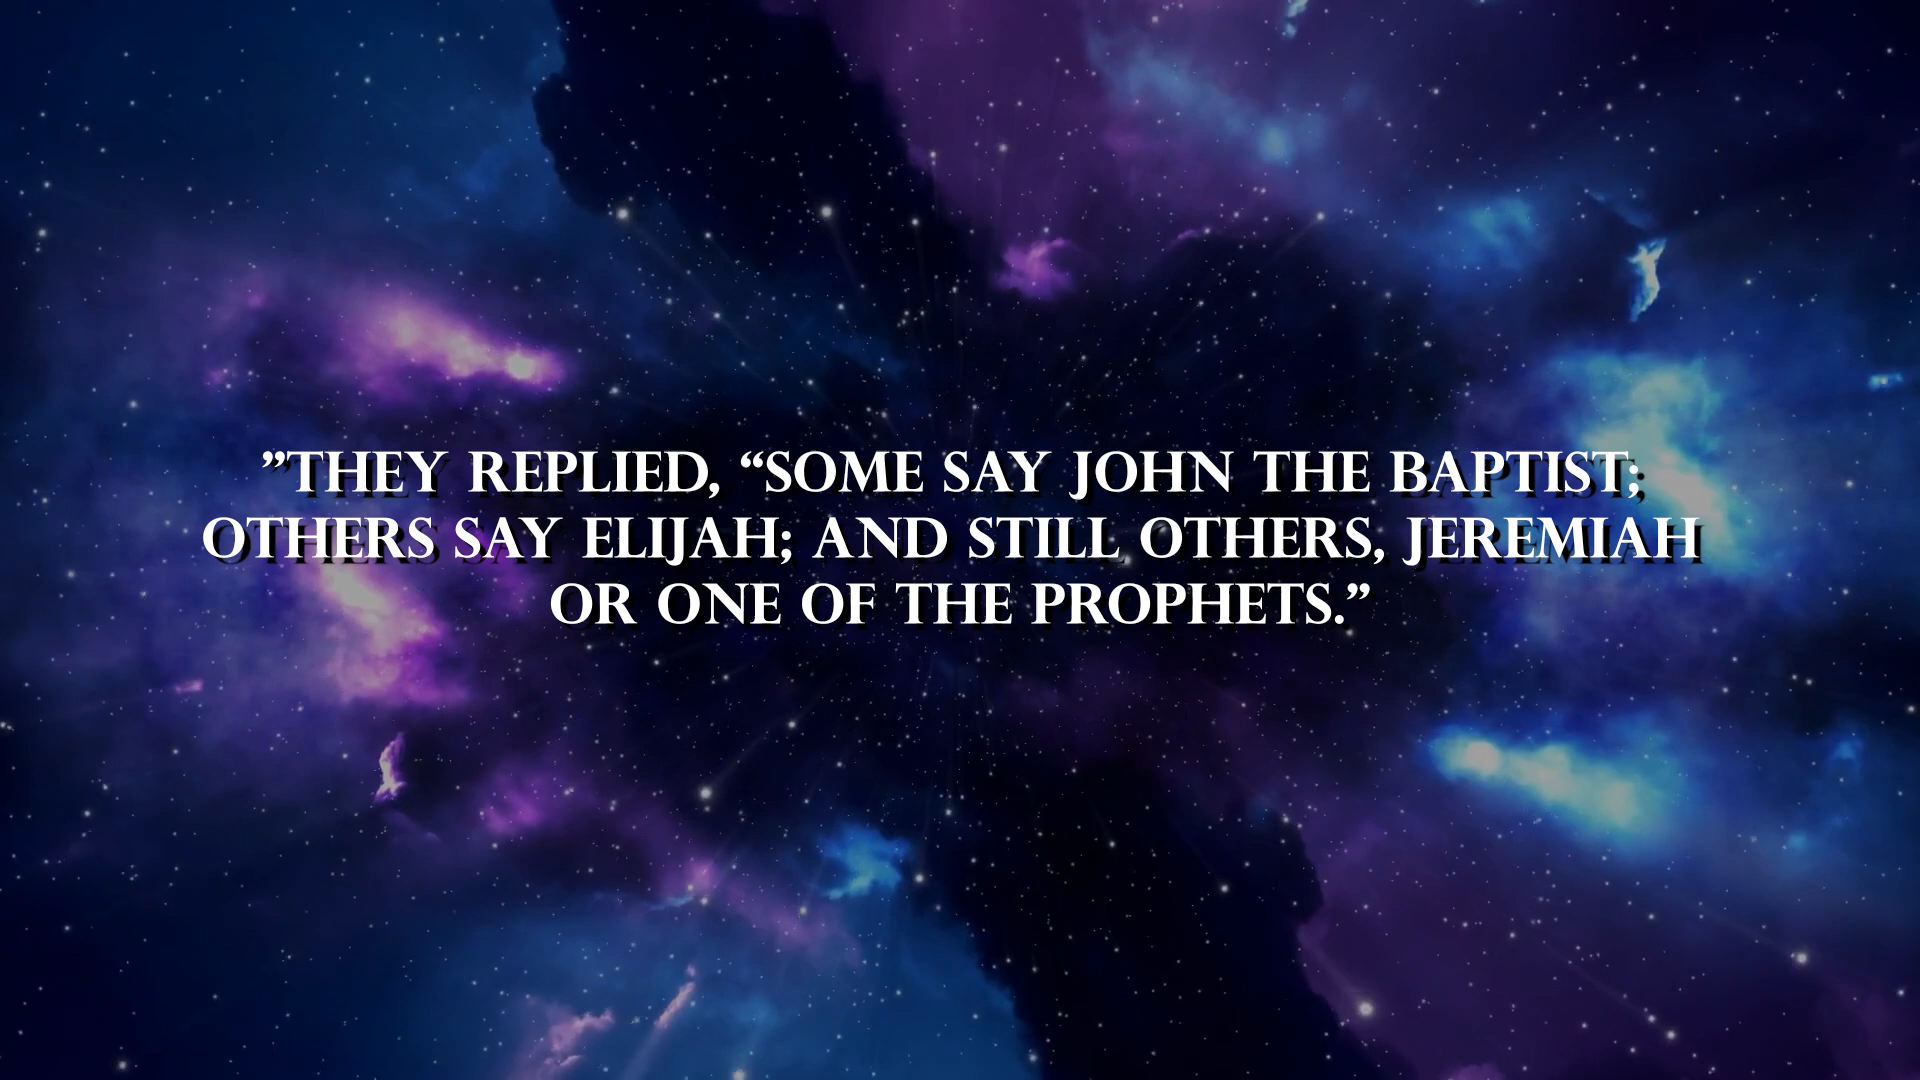 ”THEY REPLIED, “SOME SAY JOHN THE BAPTIST;
OTHERS SAY ELIJAH; AND STILL OTHERS, JEREMIAH
OR ONE OF THE PROPHETS.”